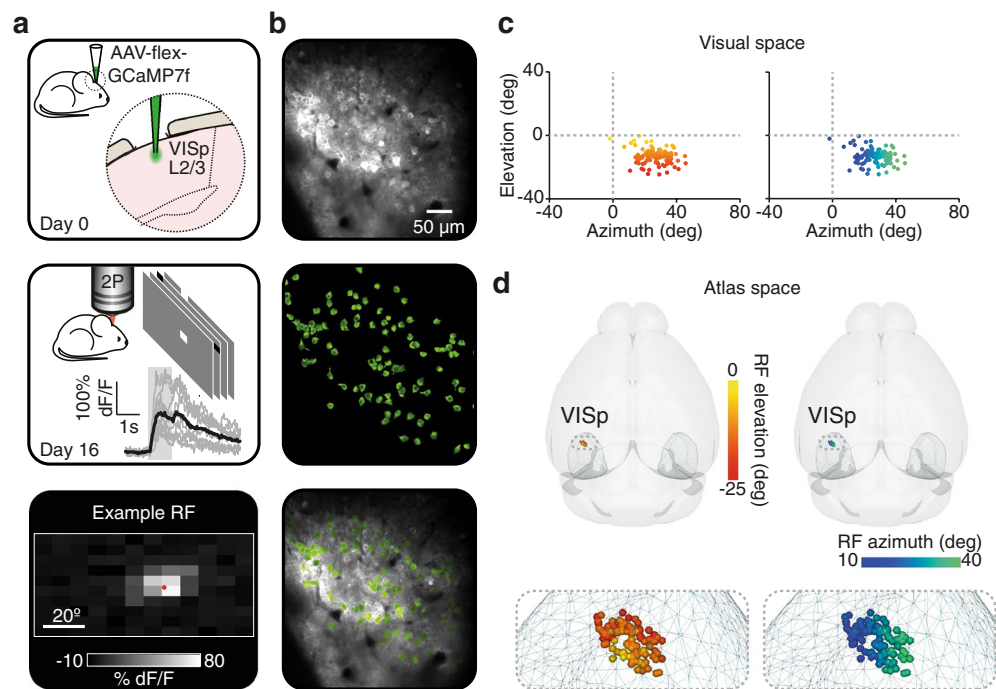 a
AAV-flex-
GCaMP7f
VISp
L2/3
Day 0
2P
100%
dF/F
1s
Day 16
Example RF
20º
-10
80
% dF/F
b
50 µm
c
Visual space
Elevation (deg)
40
0
-40
-40
0
40
80
Azimuth (deg)
-40
0
40
80
Azimuth (deg)
d
Atlas space
VISp
0
-25
RF elevation (deg)
VISp
RF azimuth (deg)
10
40